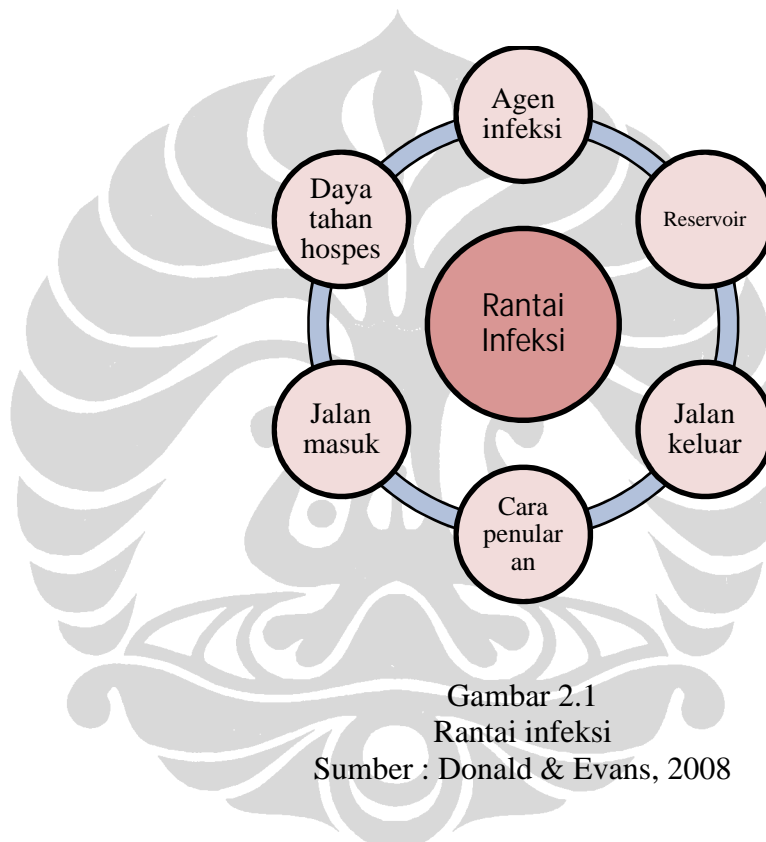 Agen
infeksi
Reservoir
Jalan
keluar
Cara
penular
an
Jalan
masuk
Daya
tahan
hospes
Rantai
Infeksi
Gambar 2.1
Rantai infeksi
Sumber : Donald & Evans, 2008